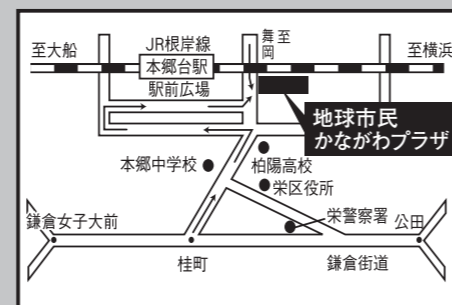 至大船
JR根岸線
舞岡
至
至横浜
本郷台駅
駅前広場
地球市民
かながわプラザ
本郷中学校
柏陽高校
栄区役所
鎌倉女子大前
栄警察署
公田
桂町
鎌倉街道